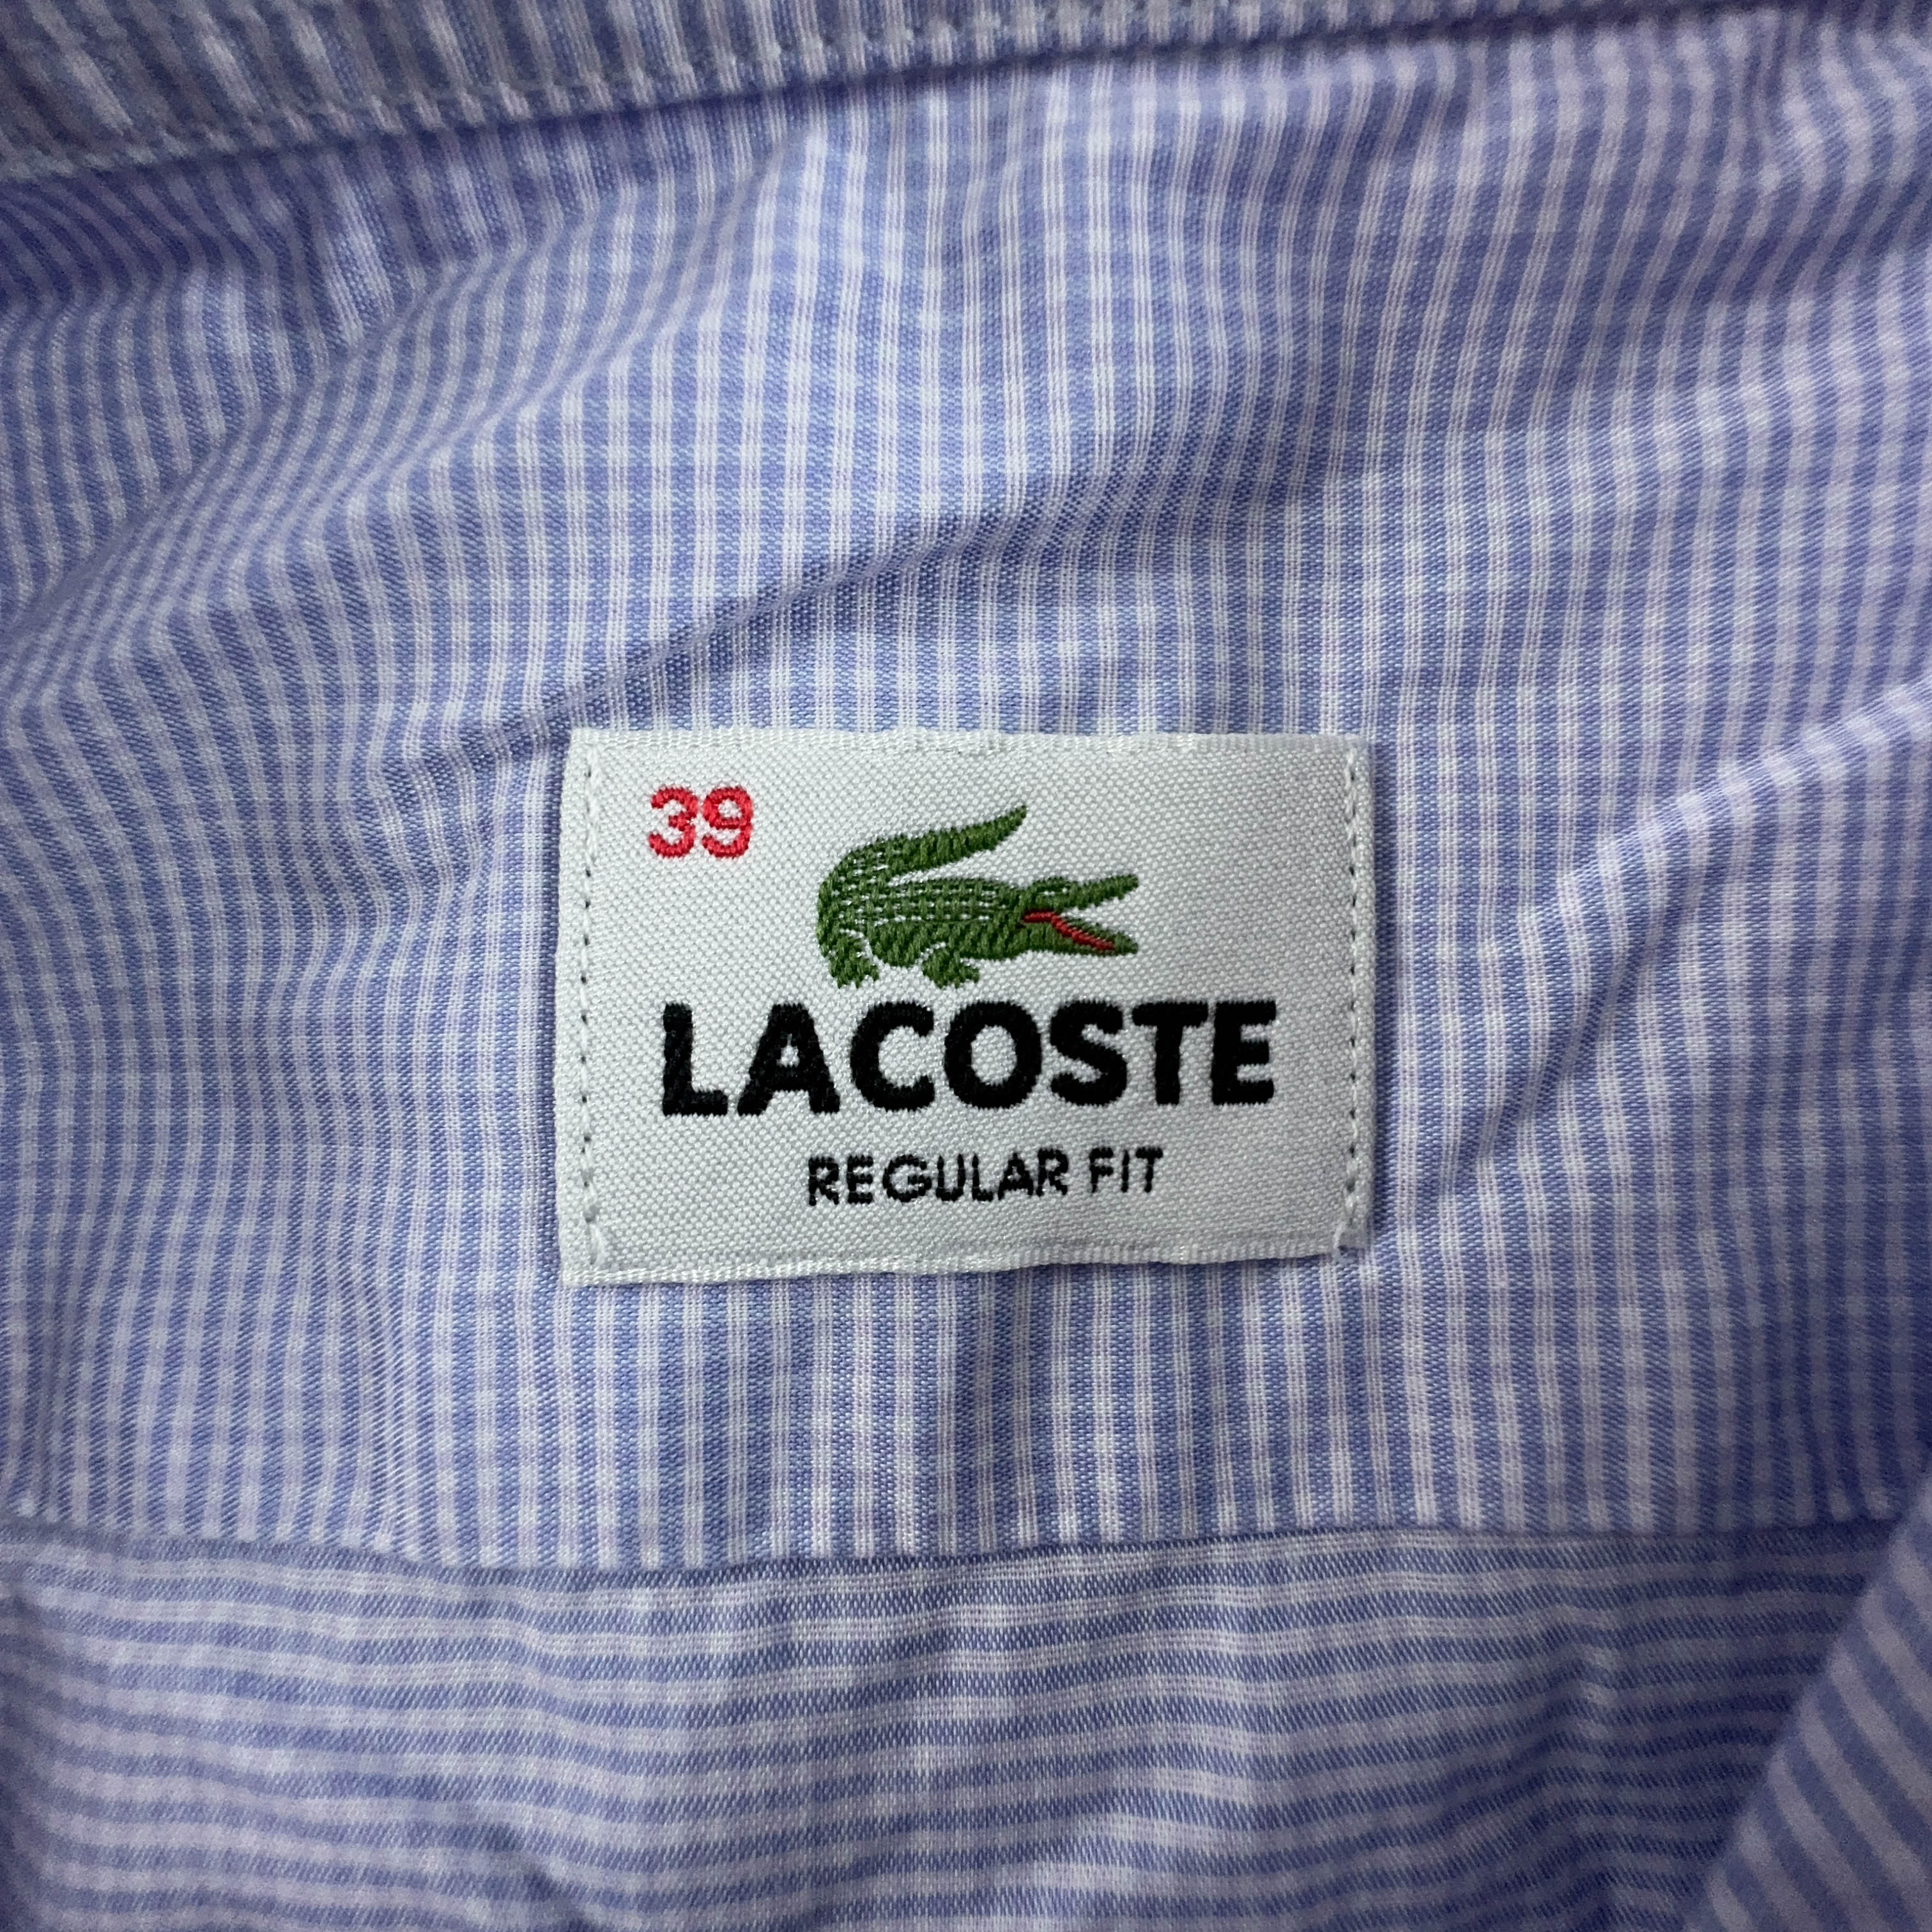 39
LACOSTE
REGULAR FIT